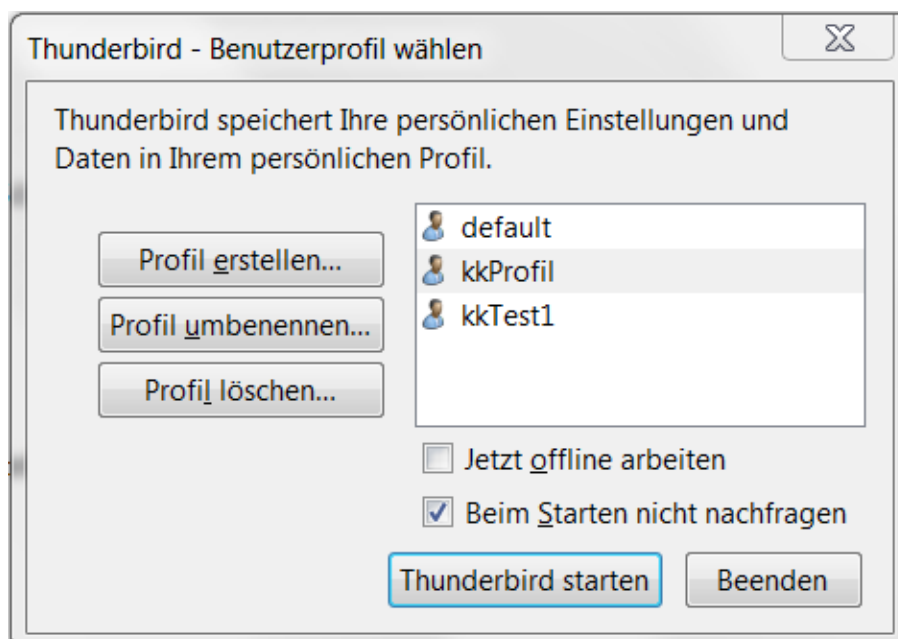 Thunderbird - Benutzerprofil wählen
Thunderbird speichert Ihre persönlichen Einstellungen und
Daten in Ihrem persönlichen Profil.
Profil erstellen...
Profil umbenennen...
Profil löschen...
default
kkProfil
kkTest1
Jetzt offline arbeiten
Beim Starten nicht nachfragen
Thunderbird starten
Beenden